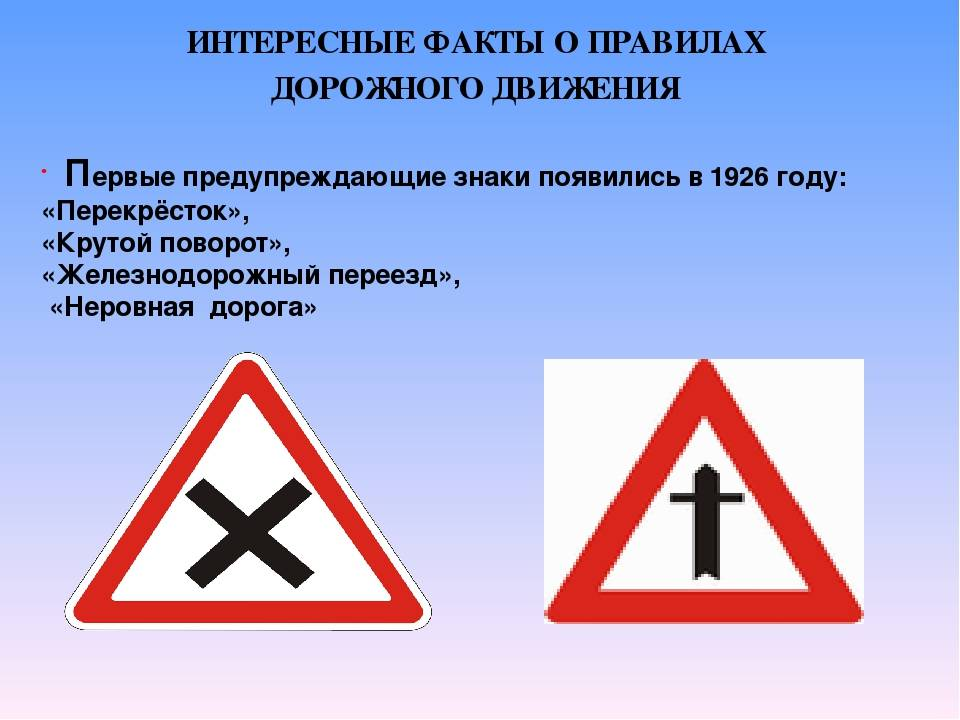 ИНТЕРЕСНЫЕ ФАКТЫ О ПРАВИЛАХ
ДОРОЖНОГО ДВИЖЕНИЯ
• Первые предупреждающие знаки появились в 1926 году:
«Перекрёсток»,
«Крутой поворот»,
«Железнодорожный переезд»,
«Неровная дорога»